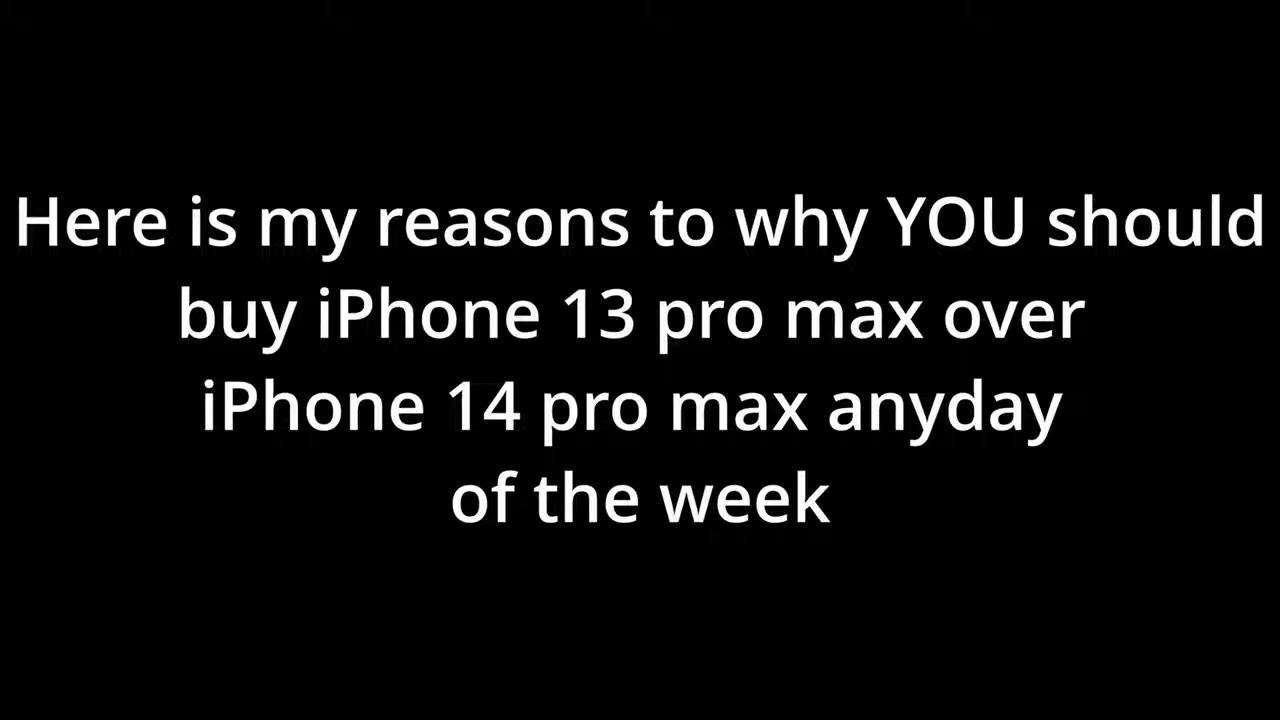 Here is my reasons to why YOU should
buy iPhone 13 pro max over
iPhone 14 pro max anyday
of the week